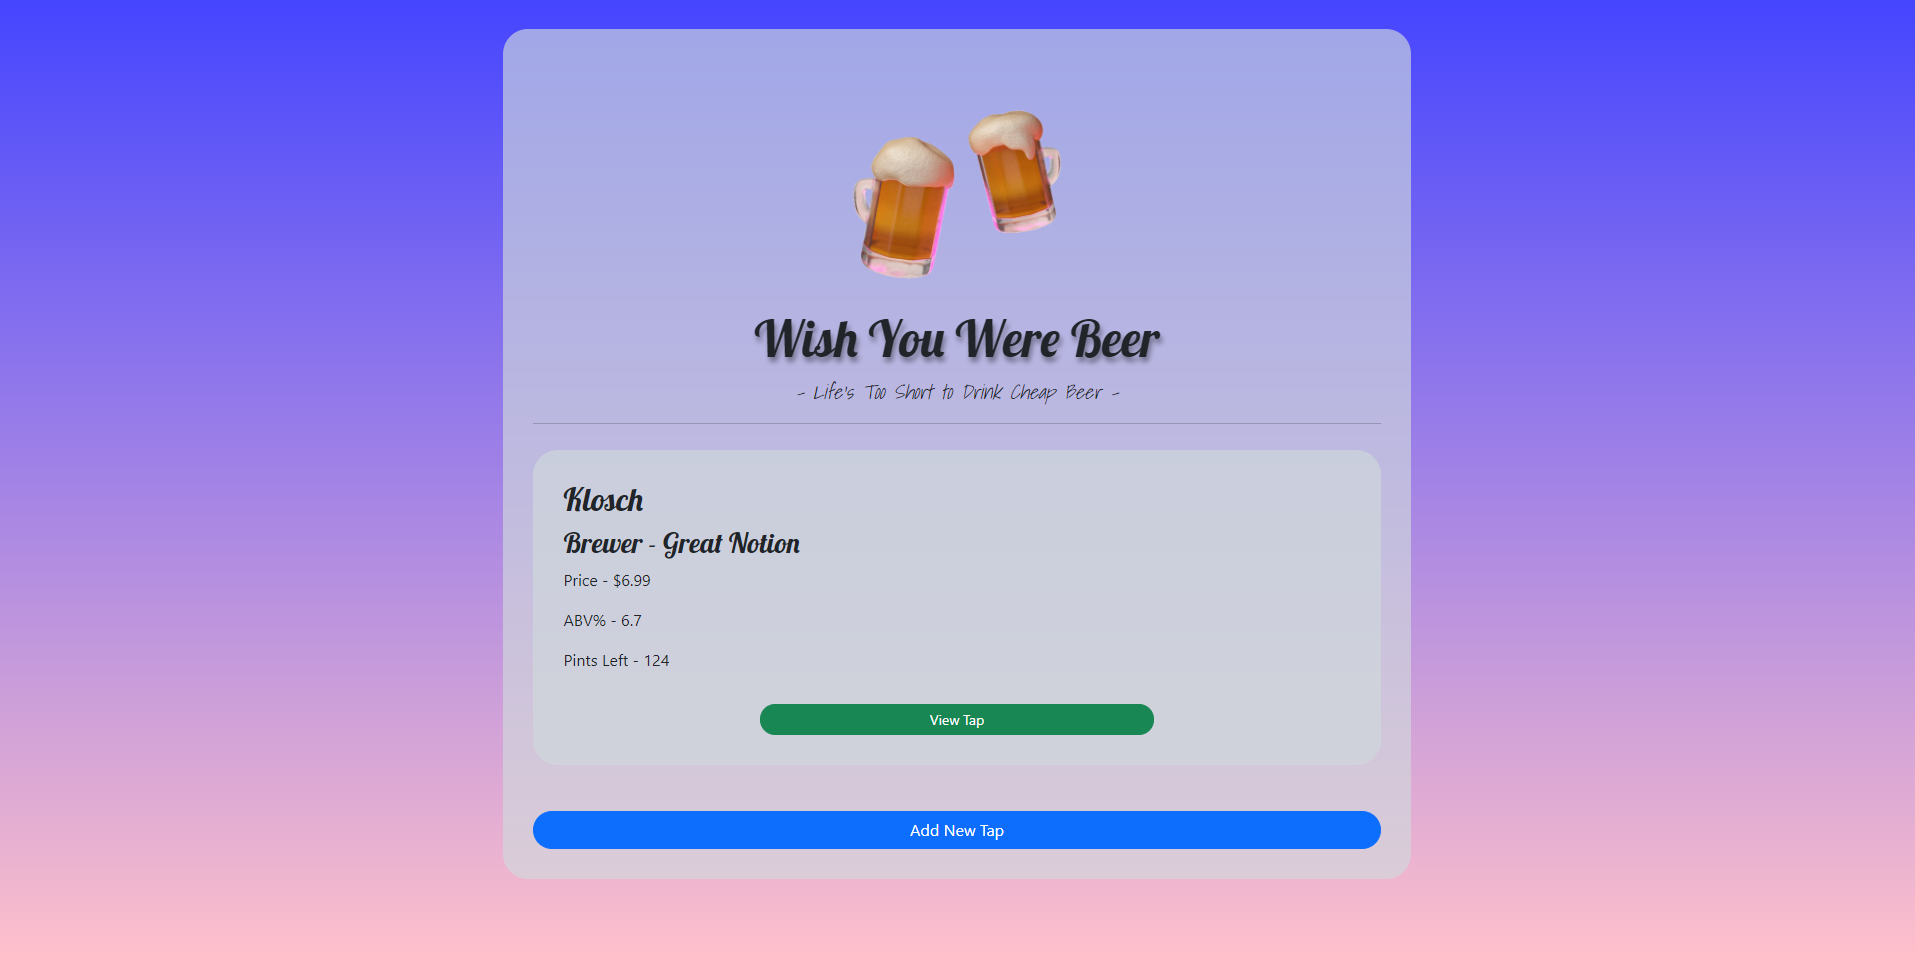 Wish You Were Beer
- Life's Too Short to Drink Cheap Beer -
Klosch
Brewer - Great Notion
Price - $6.99
ABV% - 6.7
Pints Left - 124
View Tap
Add New Tap